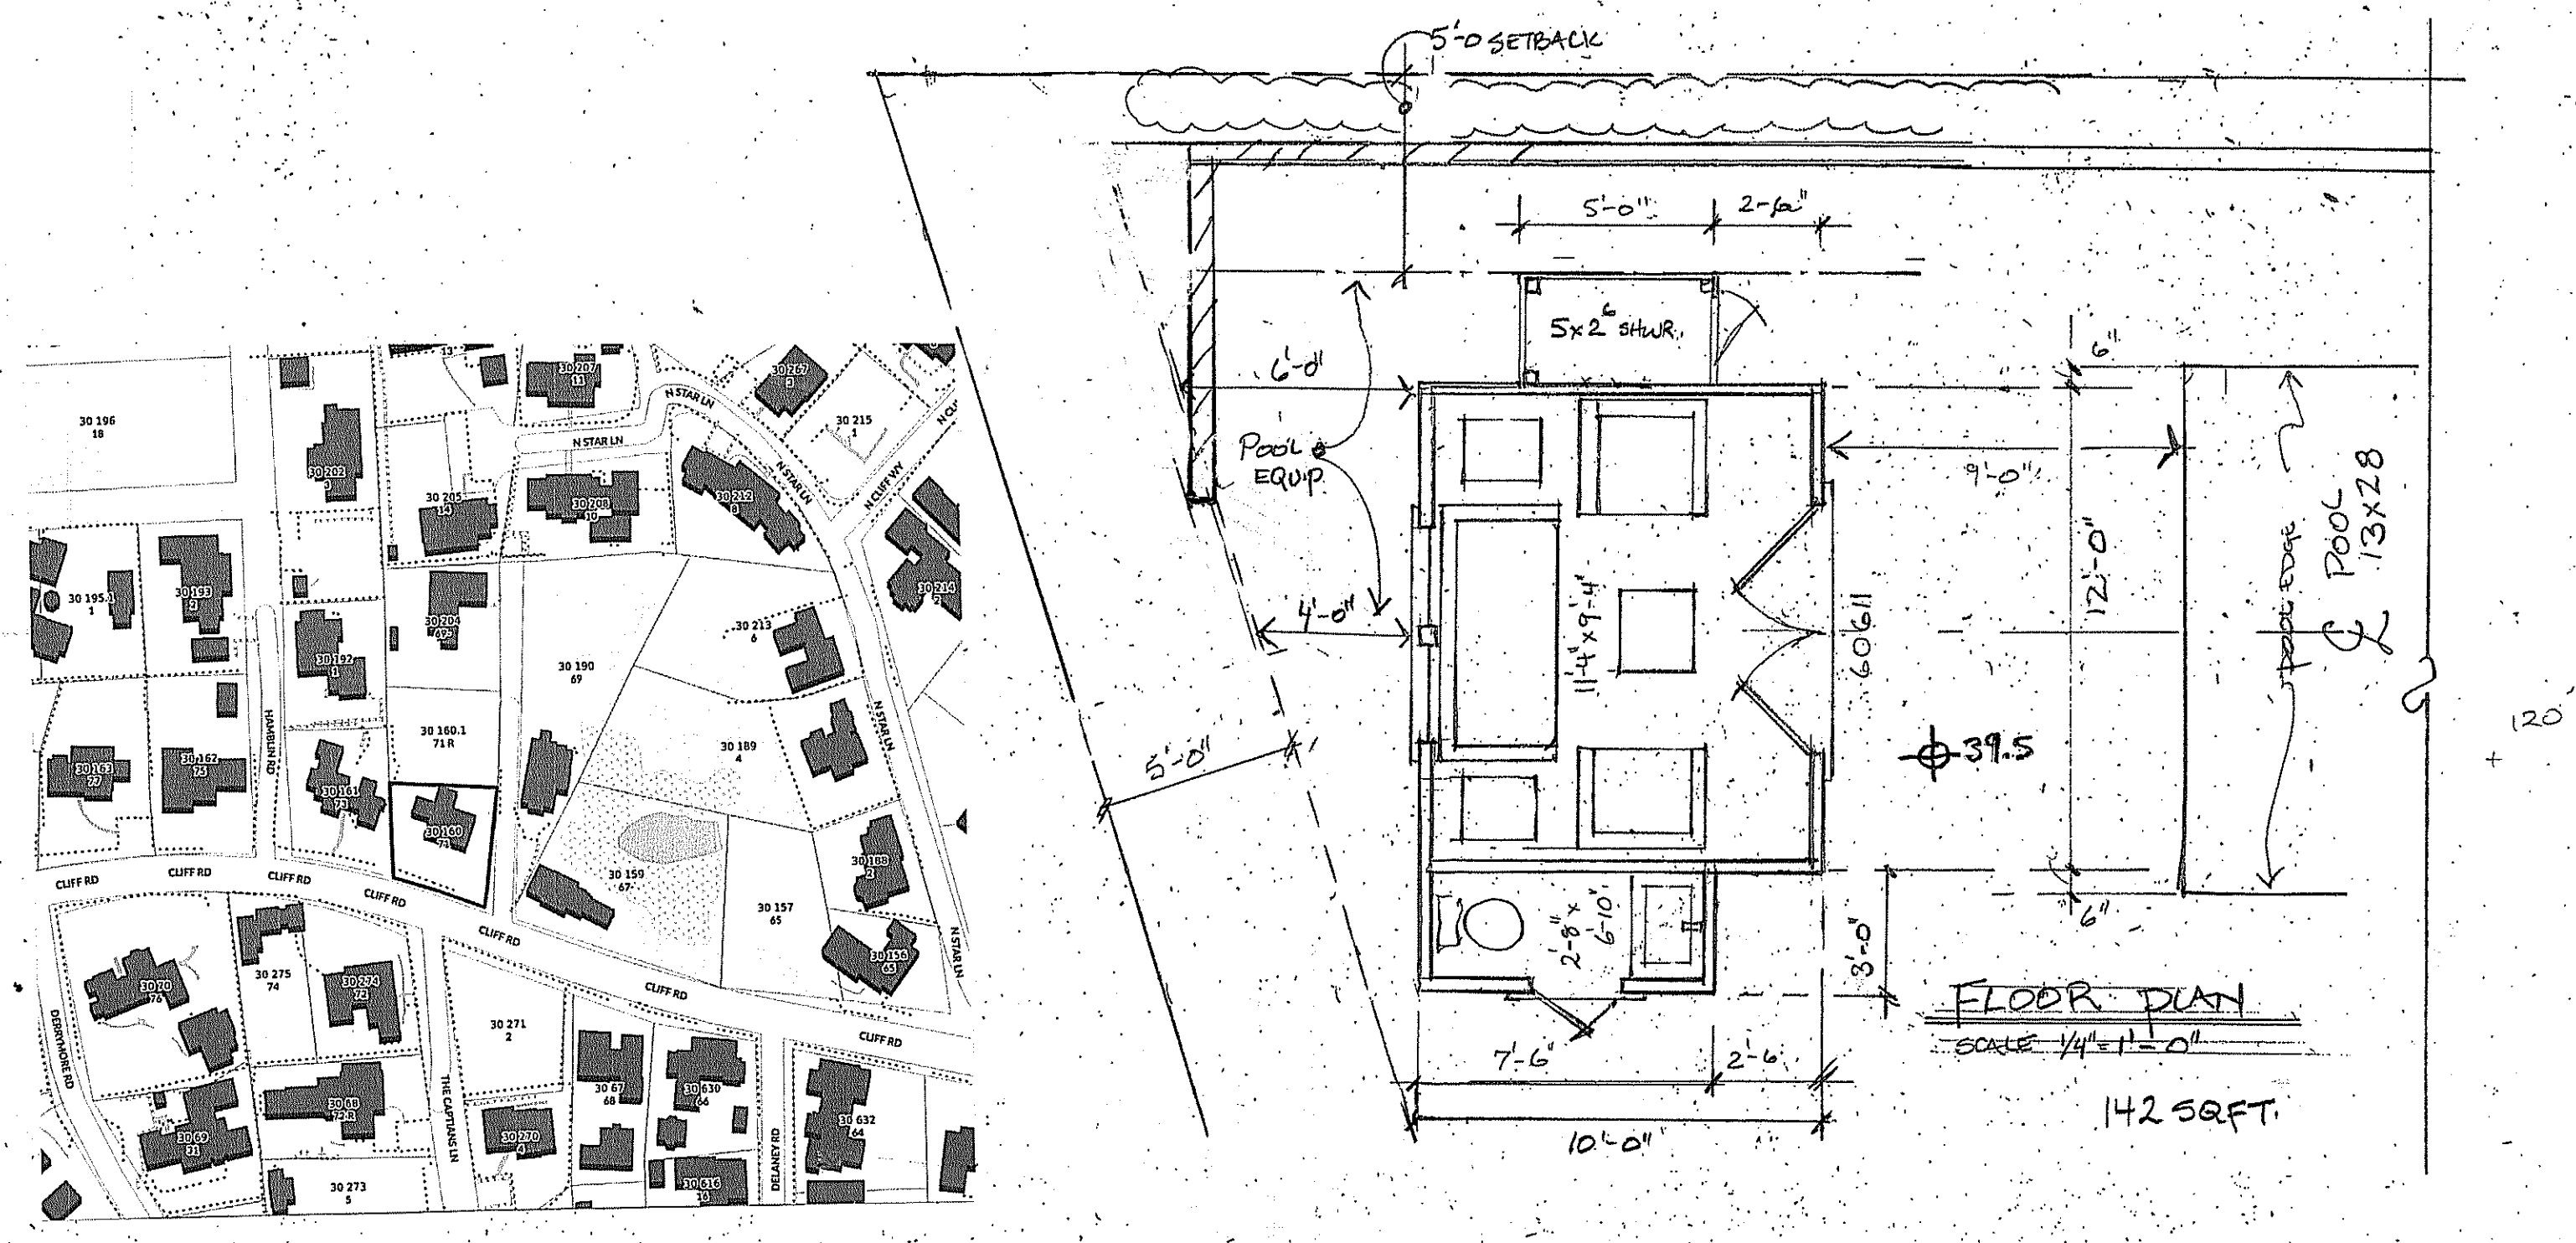 5'-0 SETBACK
5'-0"
2'-6"
5x2⁶ SHWR.
6'-0"
6"
POOL
EQUIP.
9'-0"
12'-0"
POOL EDGE
POOL
13x28
℄
4'-0"
11'-4"x9'-4"
60611
120
39.5
5'-0"
6"
2'-8" x
6'-10"
3'-0"
FLOOR PLAN
SCALE 1/4"=1'-0"
7'-6"
2'-6
142 SQFT.
10'-0"
13
30 207
11
30 267
3
N STAR LN
30 196
18
30 215
1
N CLI
N STAR LN
30 202
3
N STAR LN
30 205
14
30 208
10
30 212
8
N CLIFF WY
30 195.1
1
30 193
2
30 214
2
30 204
69
30 213
6
30 192
1
30 190
69
HAMBLIN RD
30 160.1
71 R
N STAR LN
30 189
4
30 163
77
30 162
75
30 161
73
30 160
71
30 188
2
CLIFF RD
CLIFF RD
CLIFF RD
CLIFF RD
30 159
67
30 157
65
CLIFF RD
N STAR LN
30 156
65
30 275
74
30 70
76
30 274
72
CLIFF RD
DERRYMORE RD
30 271
2
CLIFF RD
THE CAPTIANS LN
30 67
68
30 630
66
30 68
72 R
30 632
64
30 69
31
30 270
4
DELANEY RD
30 273
5
30 616
16